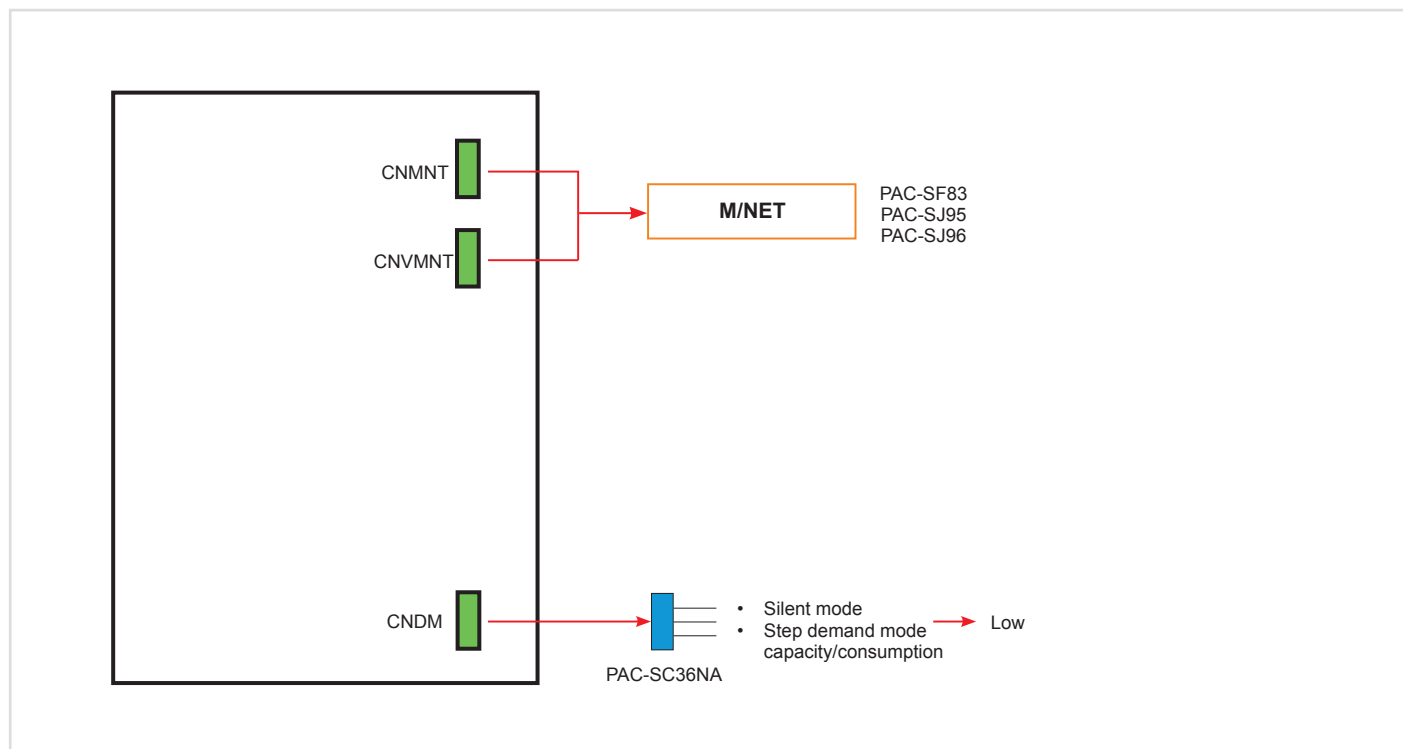 CNMNT
CNVMNT
M/NET
PAC-SF83
PAC-SJ95
PAC-SJ96
CNDM
PAC-SC36NA
• Silent mode
• Step demand mode
capacity/consumption
Low